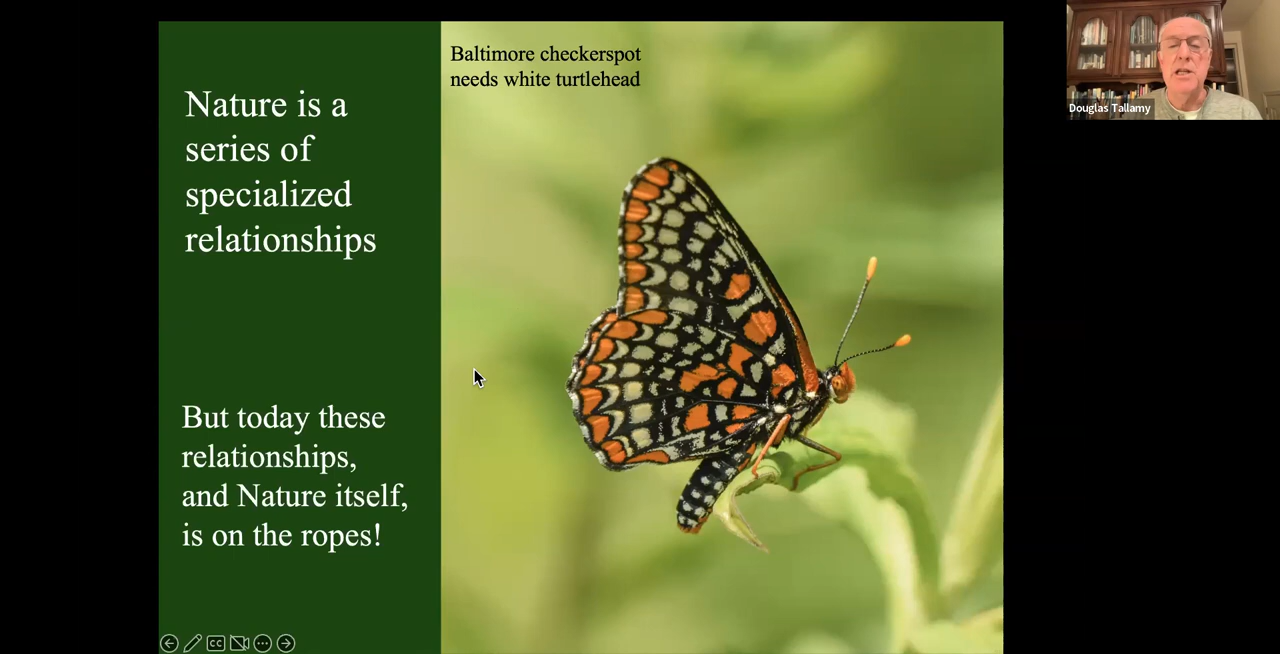 Nature is a
series of
specialized
relationships
But today these
relationships,
and Nature itself,
is on the ropes!
Baltimore checkerspot
needs white turtlehead
Douglas Tallamy
CC